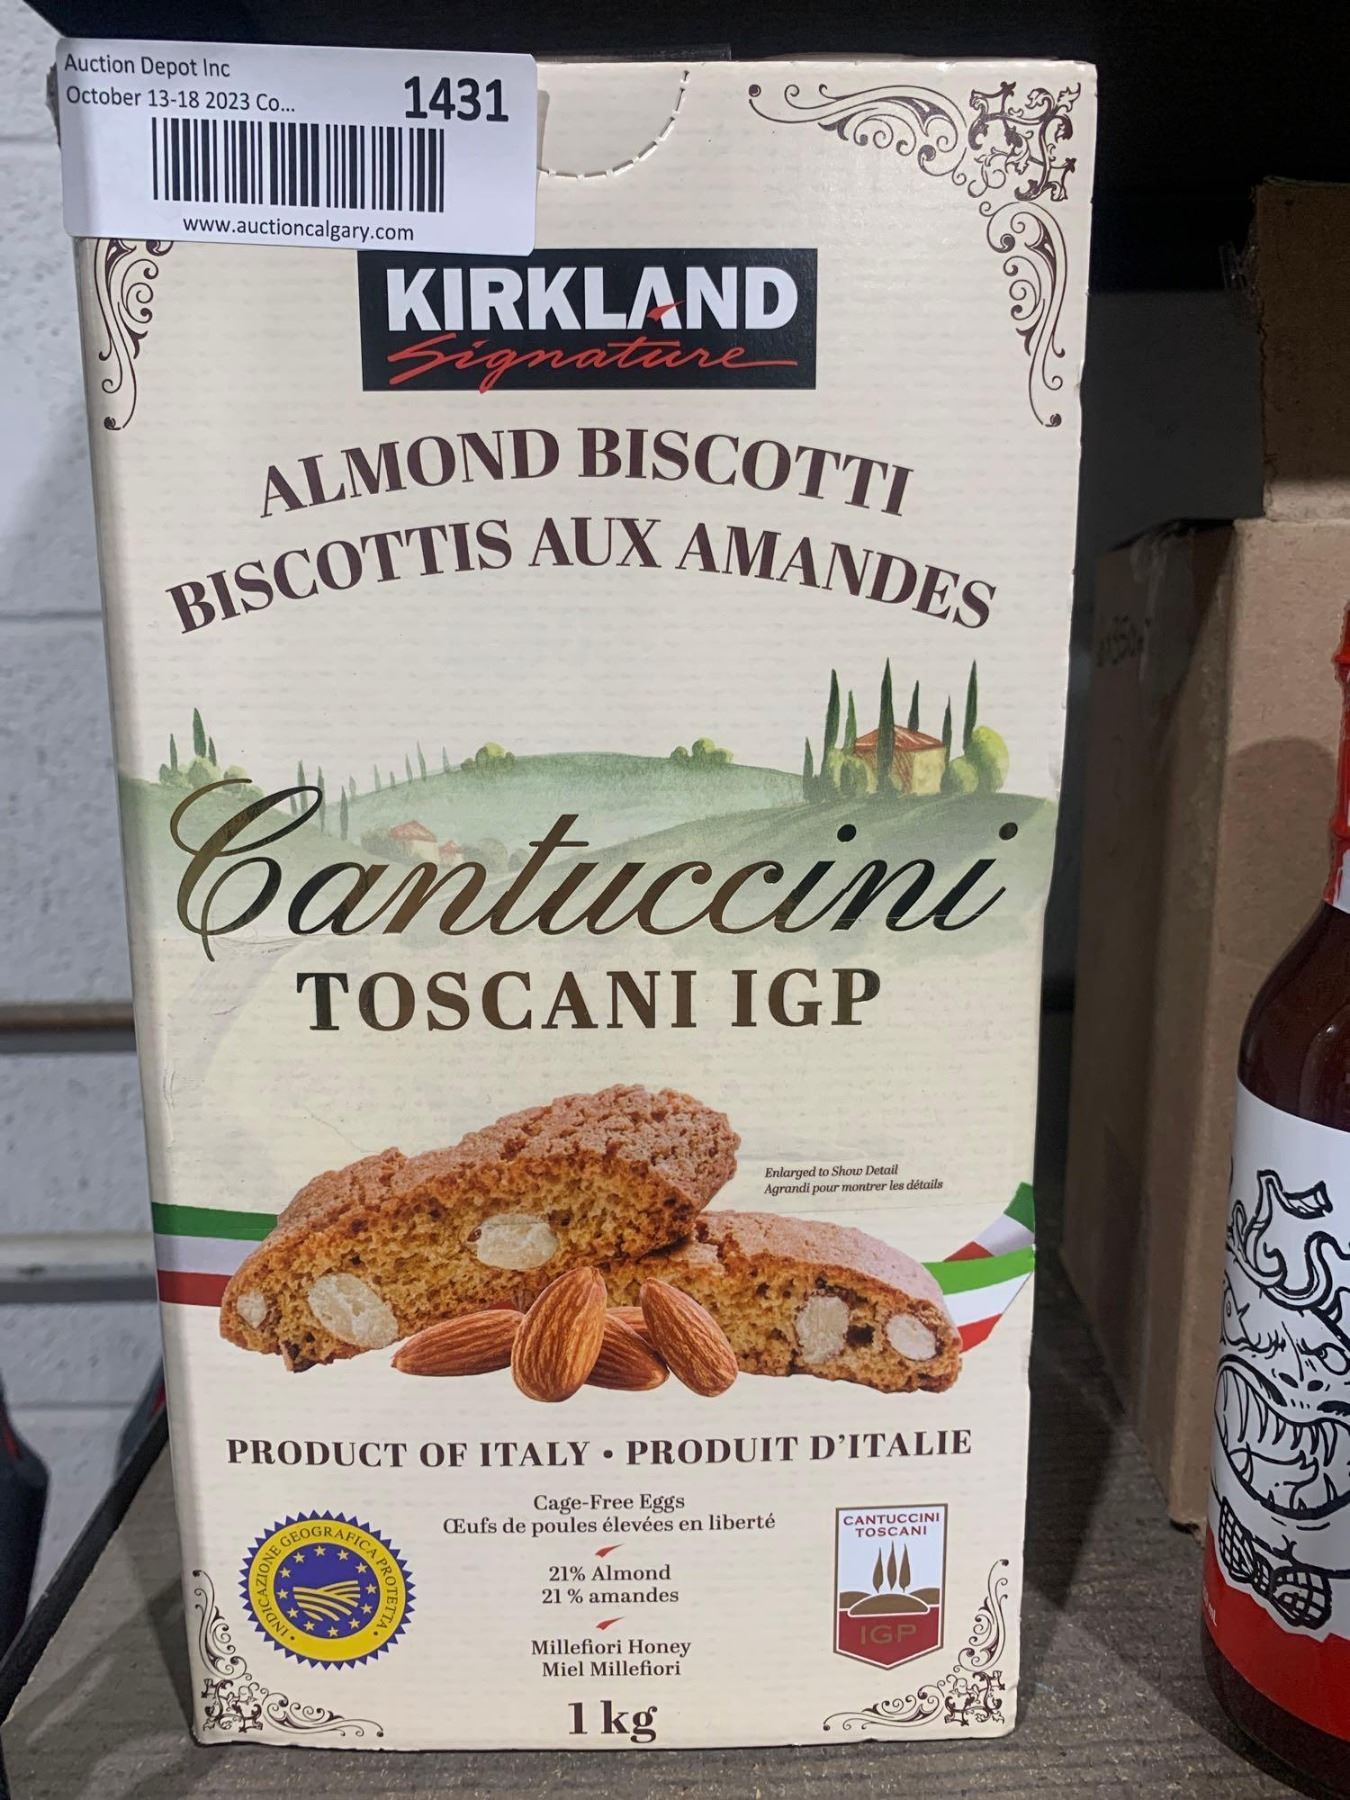 Auction Depot Inc
October 13-18 2023 Co...
1431
www.auctioncalgary.com
KIRKLAND
Signature
ALMOND BISCOTTI
BISCOTTIS AUX AMANDES
Cantuccini
TOSCANI IGP
Enlarged to Show Detail
Agrandi pour montrer les détails
PRODUCT OF ITALY • PRODUIT D'ITALIE
Cage-Free Eggs
Œufs de poules élevées en liberté
21% Almond
21 % amandes
Millefiori Honey
Miel Millefiori
1 kg
INDICAZIONE GEOGRAFICA PROTETTA
CANTUCCINI
TOSCANI
IGP